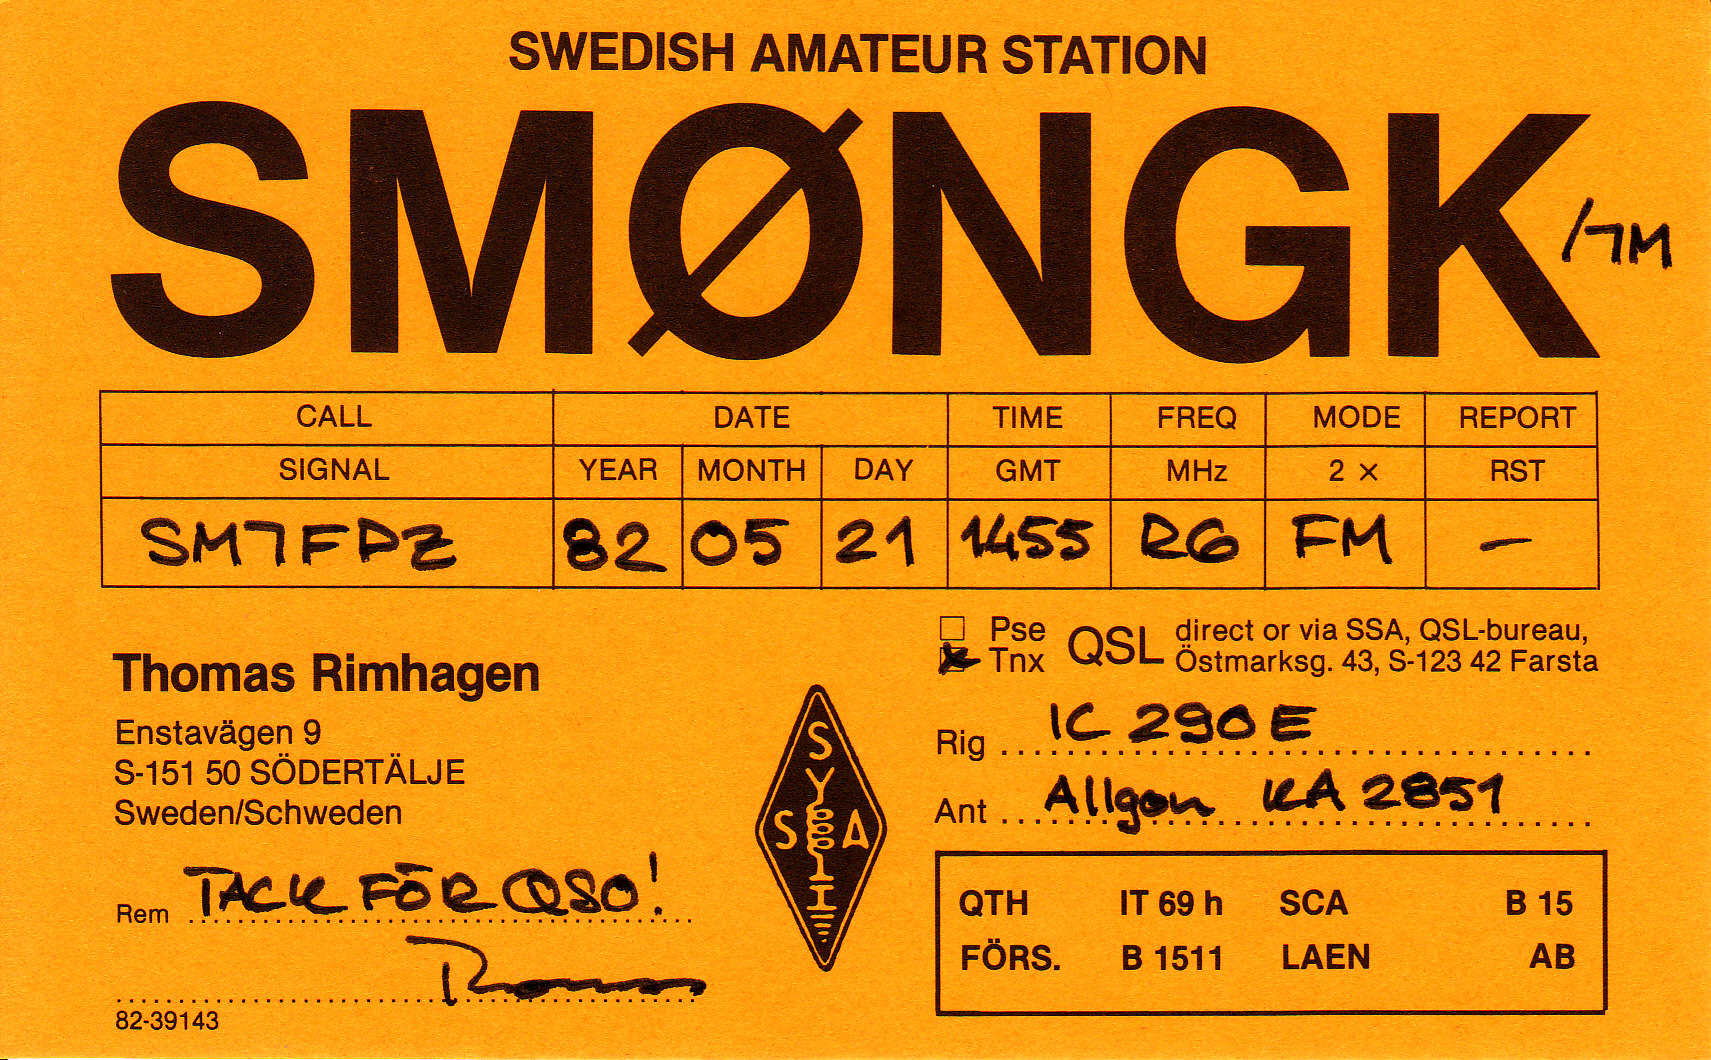 SWEDISH AMATEUR STATION
SMØNGK /7M
CALL DATE TIME FREQ MODE REPORT
SIGNAL YEAR MONTH DAY GMT MHz 2 × RST
SM7FDZ 82 05 21 1455 R6 FM –
Pse QSL direct or via SSA, QSL-bureau,
Tnx Östmarksg. 43, S-123 42 Farsta
Thomas Rimhagen
Enstavägen 9
S-151 50 SÖDERTÄLJE
Sweden/Schweden
Rig IC 290E
Ant Allgon KA 2851
SSA
Rem TACK FÖR QSO!
Thomas
82-39143
QTH IT 69 h SCA B 15
FÖRS. B 1511 LAEN AB